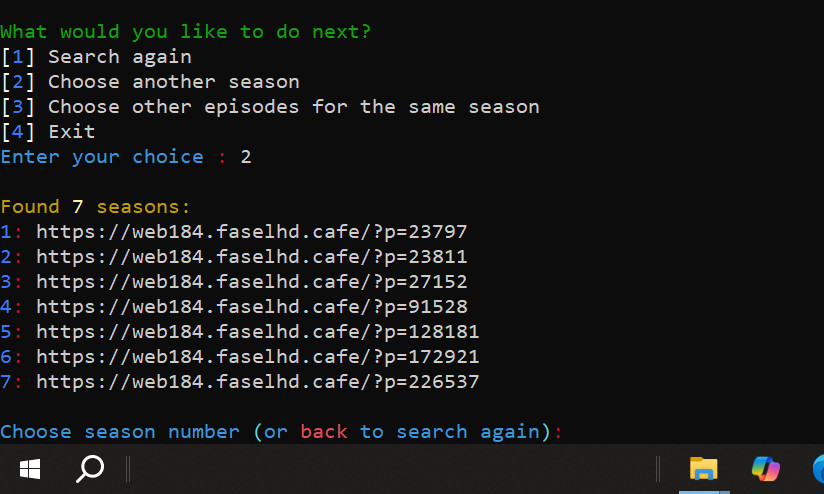 What would you like to do next?
[1] Search again
[2] Choose another season
[3] Choose other episodes for the same season
[4] Exit
Enter your choice : 2
Found 7 seasons:
1: https://web184.faselhd.cafe/?p=23797
2: https://web184.faselhd.cafe/?p=23811
3: https://web184.faselhd.cafe/?p=27152
4: https://web184.faselhd.cafe/?p=91528
5: https://web184.faselhd.cafe/?p=128181
6: https://web184.faselhd.cafe/?p=172921
7: https://web184.faselhd.cafe/?p=226537
Choose season number (or back to search again):